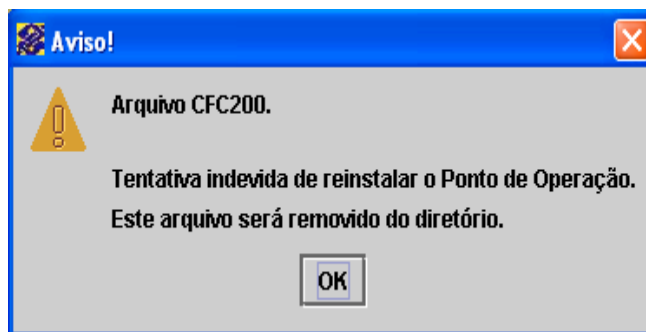 Aviso!
Arquivo CFC200.
Tentativa indevida de reinstalar o Ponto de Operação.
Este arquivo será removido do diretório.
OK